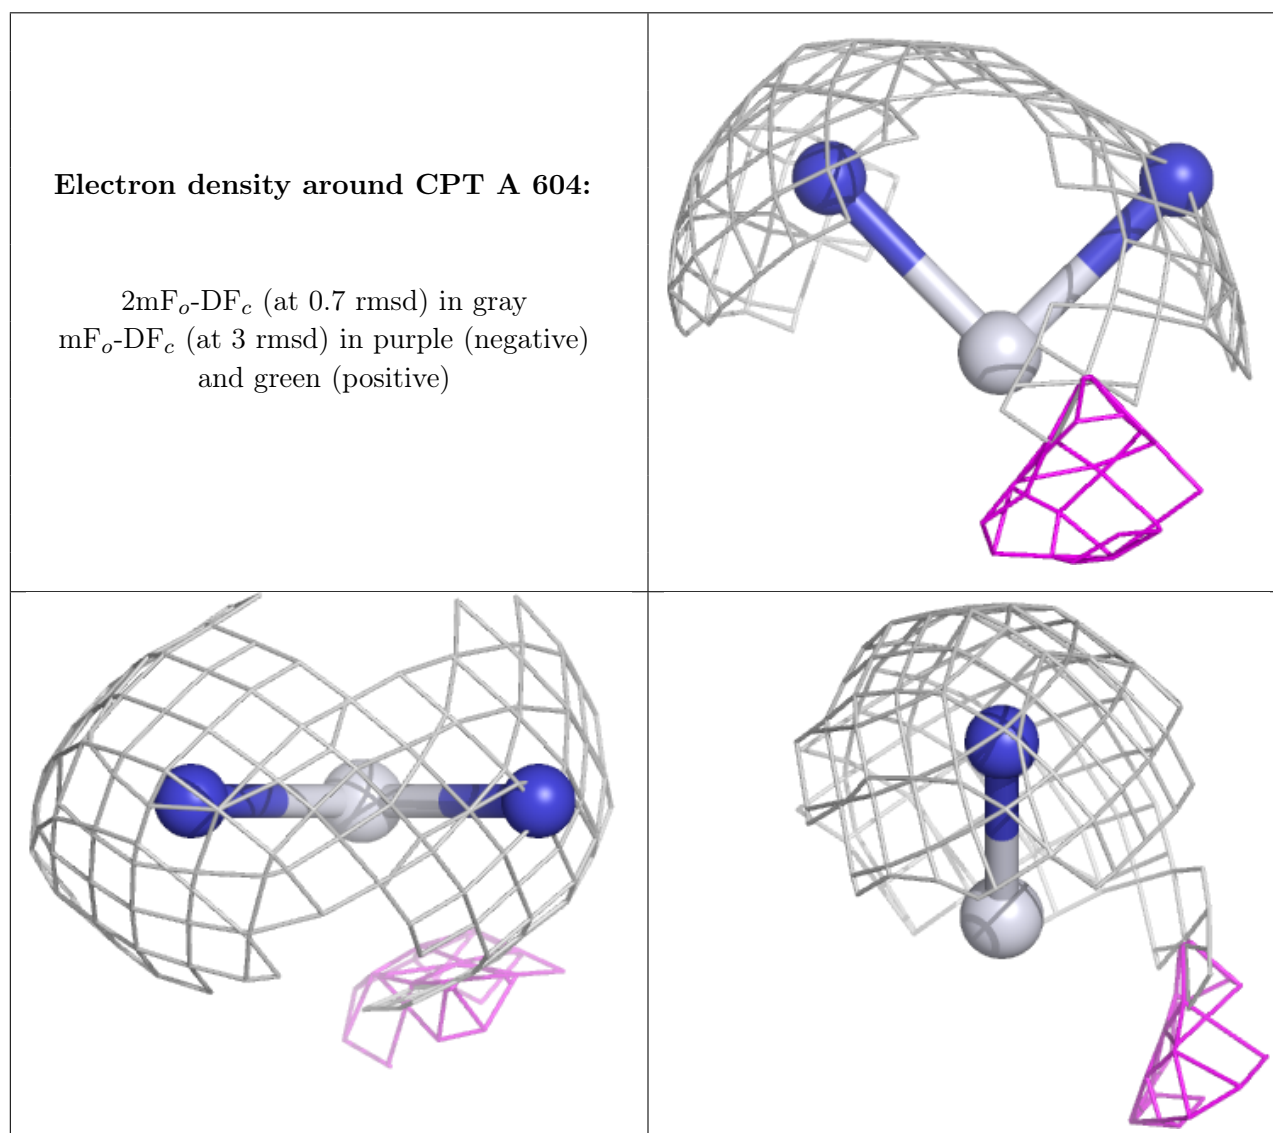 Electron density around CPT A 604:
2mFo-DFc (at 0.7 rmsd) in gray
mFo-DFc (at 3 rmsd) in purple (negative)
and green (positive)